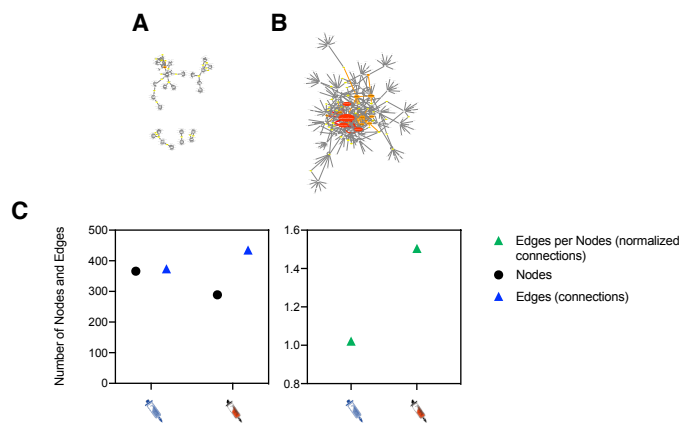 A
B
C
Number of Nodes and Edges
500
400
300
200
100
0
1.6
1.4
1.2
1.0
0.8
Edges per Nodes (normalized
connections)
Nodes
Edges (connections)